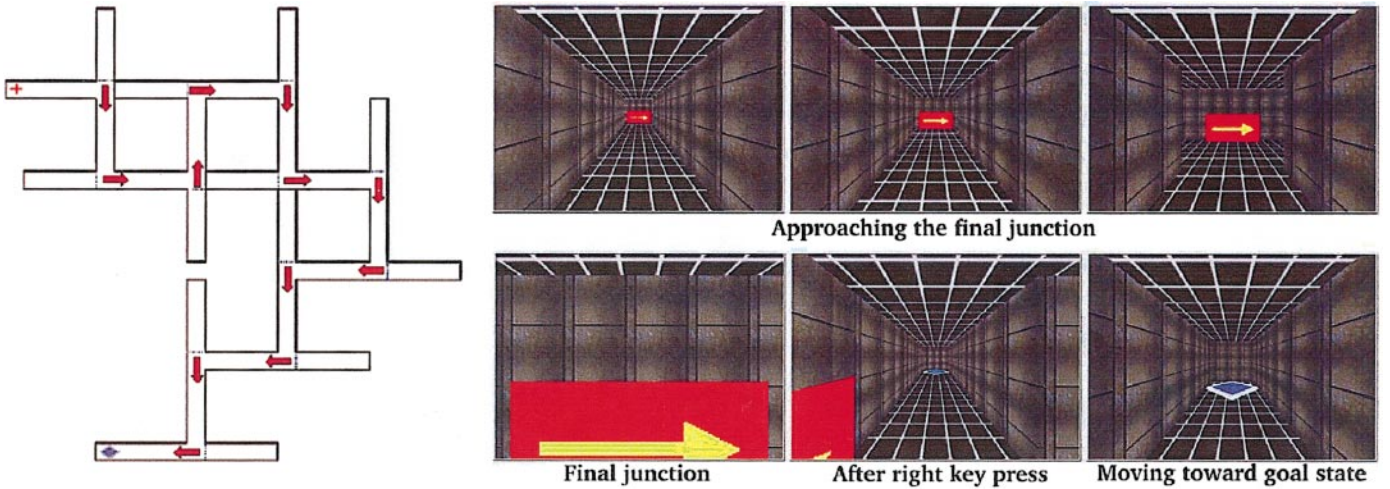 Approaching the final junction
Final junction
After right key press
Moving toward goal state